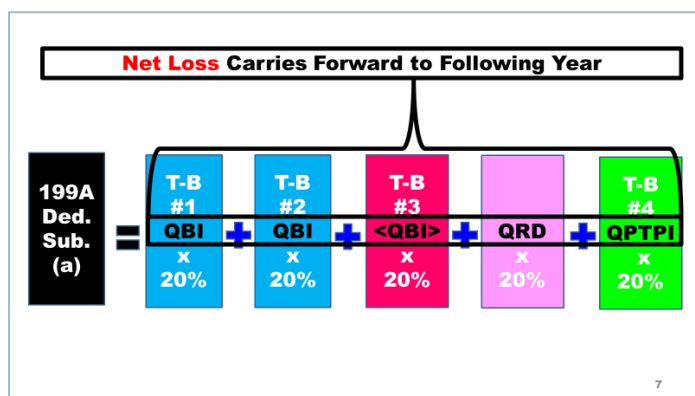 Net Loss Carries Forward to Following Year
199A
Ded.
Sub.
(a)
=
T-B
#1
QBI
x
20%
+
T-B
#2
QBI
x
20%
+
T-B
#3
<QBI>
x
20%
+
QRD
x
20%
+
T-B
#4
QPTPI
x
20%
7